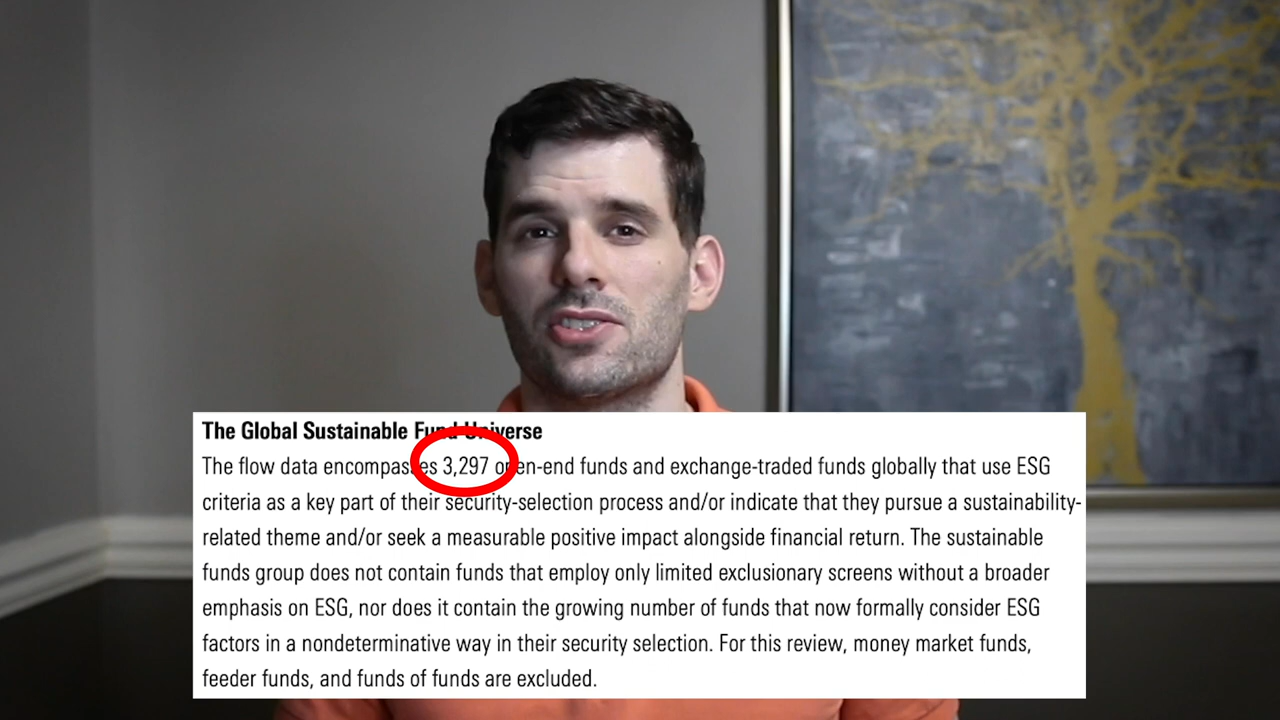 The Global Sustainable Fund Universe
The flow data encompasses 3,297 open-end funds and exchange-traded funds globally that use ESG
criteria as a key part of their security-selection process and/or indicate that they pursue a sustainability-
related theme and/or seek a measurable positive impact alongside financial return. The sustainable
funds group does not contain funds that employ only limited exclusionary screens without a broader
emphasis on ESG, nor does it contain the growing number of funds that now formally consider ESG
factors in a nondeterminative way in their security selection. For this review, money market funds,
feeder funds, and funds of funds are excluded.